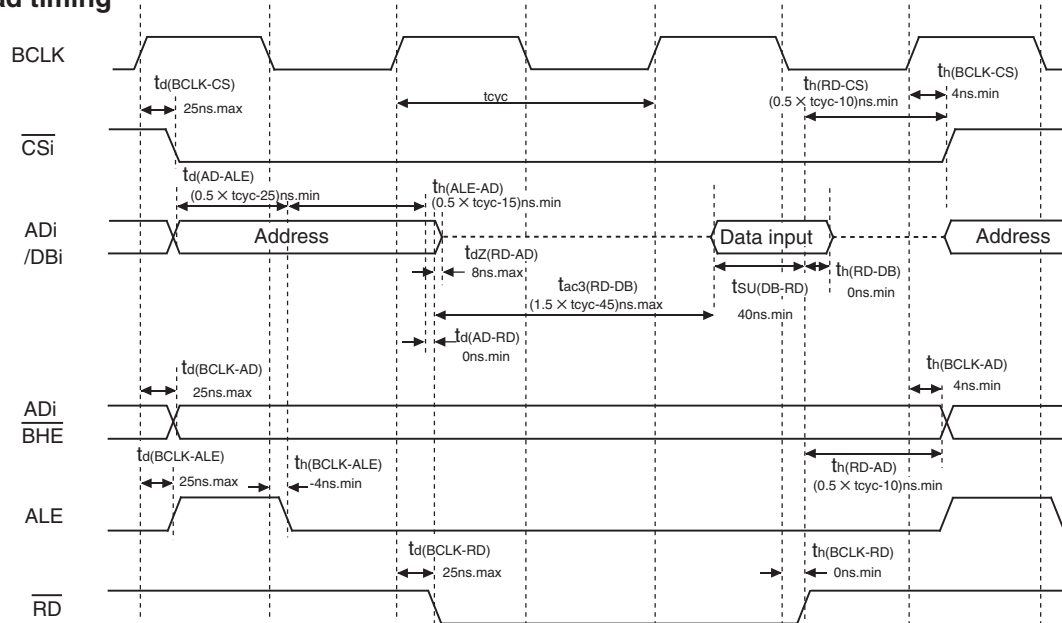 ad timing
BCLK
td(BCLK-CS)
25ns.max
tcyc
th(RD-CS)
(0.5 × tcyc-10)ns.min
th(BCLK-CS)
4ns.min
CSi
td(AD-ALE)
(0.5 × tcyc-25)ns.min
th(ALE-AD)
(0.5 × tcyc-15)ns.min
ADi
/DBi
Address
Data input
Address
tdZ(RD-AD)
8ns.max
tac3(RD-DB)
(1.5 × tcyc-45)ns.max
tSU(DB-RD)
40ns.min
th(RD-DB)
0ns.min
td(AD-RD)
0ns.min
td(BCLK-AD)
25ns.max
th(BCLK-AD)
4ns.min
ADi
BHE
td(BCLK-ALE)
25ns.max
th(BCLK-ALE)
-4ns.min
th(RD-AD)
(0.5 × tcyc-10)ns.min
ALE
td(BCLK-RD)
25ns.max
th(BCLK-RD)
0ns.min
RD